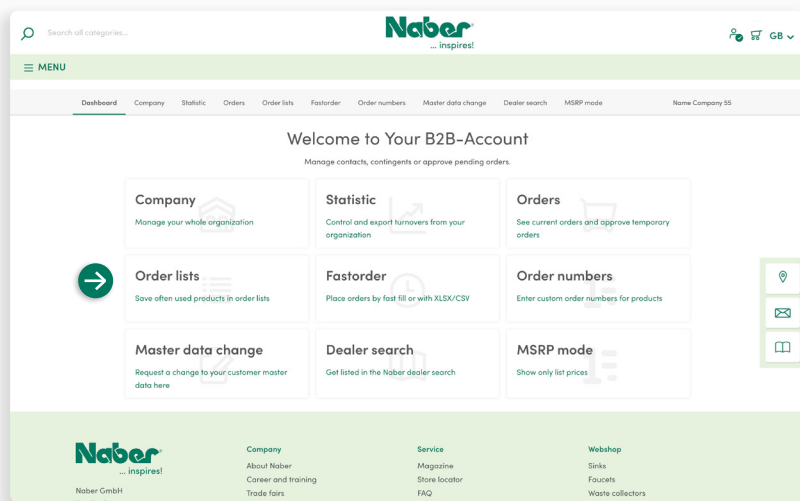 Search all categories...
Naber
... inspires!
GB
MENU
Dashboard Company Statistic Orders Order lists Fastorder Order numbers Master data change Dealer search MSRP mode Name Company 55
Welcome to Your B2B-Account
Manage contacts, contingents or approve pending orders.
Company
Manage your whole organization
Statistic
Control and export turnovers from your
organization
Orders
See current orders and approve temporary
orders
Order lists
Save often used products in order lists
Fastorder
Place orders by fast fill or with XLSX/CSV
Order numbers
Enter custom order numbers for products
Master data change
Request a change to your customer master
data here
Dealer search
Get listed in the Naber dealer search
MSRP mode
Show only list prices
Naber
... inspires!
Naber GmbH
Company
About Naber
Career and training
Trade fairs
Service
Magazine
Store locator
FAQ
Webshop
Sinks
Faucets
Waste collectors